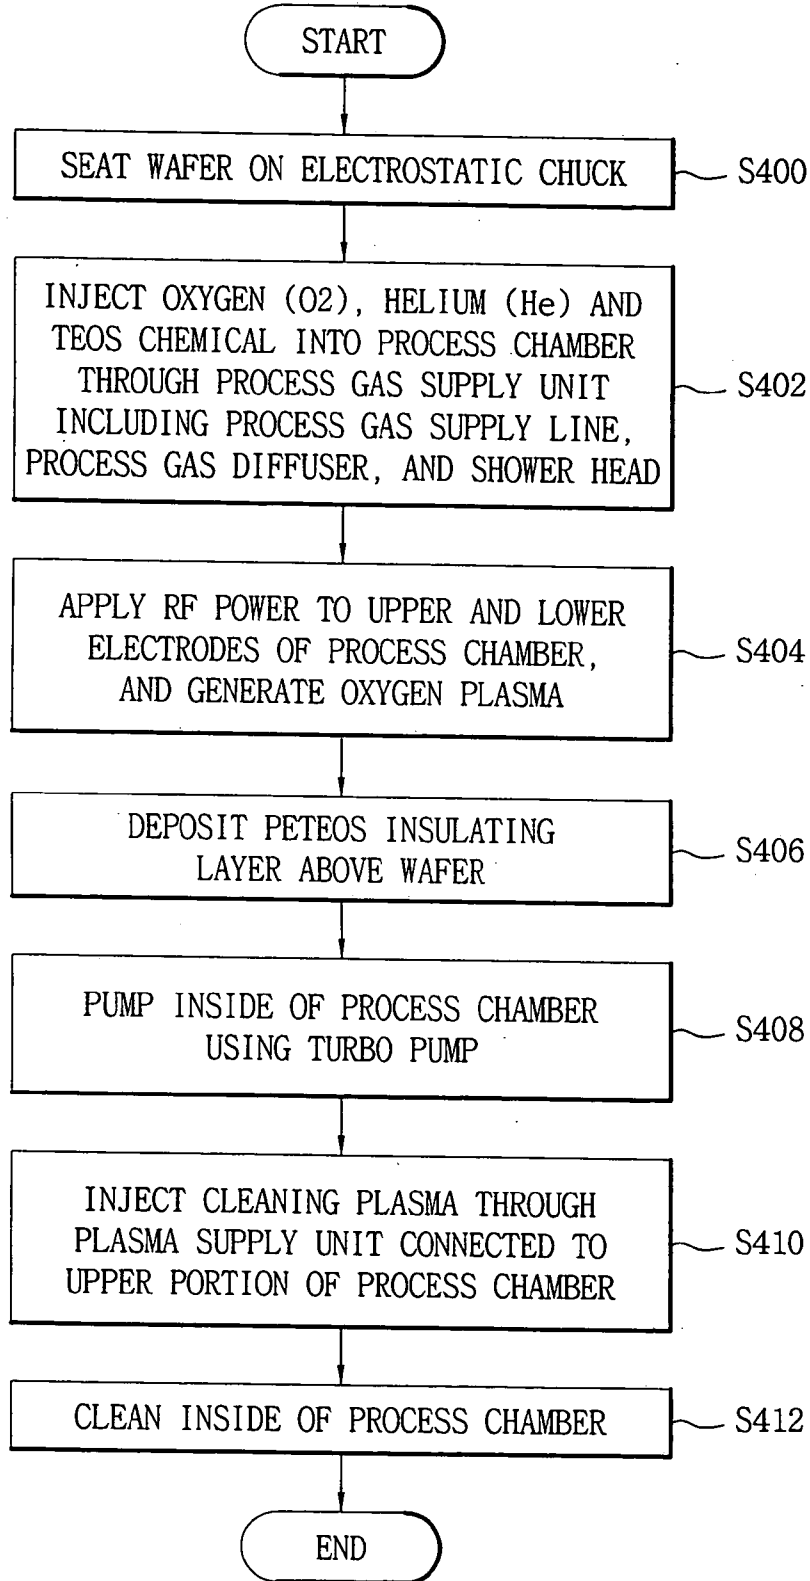 START
SEAT WAFER ON ELECTROSTATIC CHUCK
S400
INJECT OXYGEN (O2), HELIUM (He) AND
TEOS CHEMICAL INTO PROCESS CHAMBER
THROUGH PROCESS GAS SUPPLY UNIT
INCLUDING PROCESS GAS SUPPLY LINE,
PROCESS GAS DIFFUSER, AND SHOWER HEAD
S402
APPLY RF POWER TO UPPER AND LOWER
ELECTRODES OF PROCESS CHAMBER,
AND GENERATE OXYGEN PLASMA
S404
DEPOSIT PETEOS INSULATING
LAYER ABOVE WAFER
S406
PUMP INSIDE OF PROCESS CHAMBER
USING TURBO PUMP
S408
INJECT CLEANING PLASMA THROUGH
PLASMA SUPPLY UNIT CONNECTED TO
UPPER PORTION OF PROCESS CHAMBER
S410
CLEAN INSIDE OF PROCESS CHAMBER
S412
END